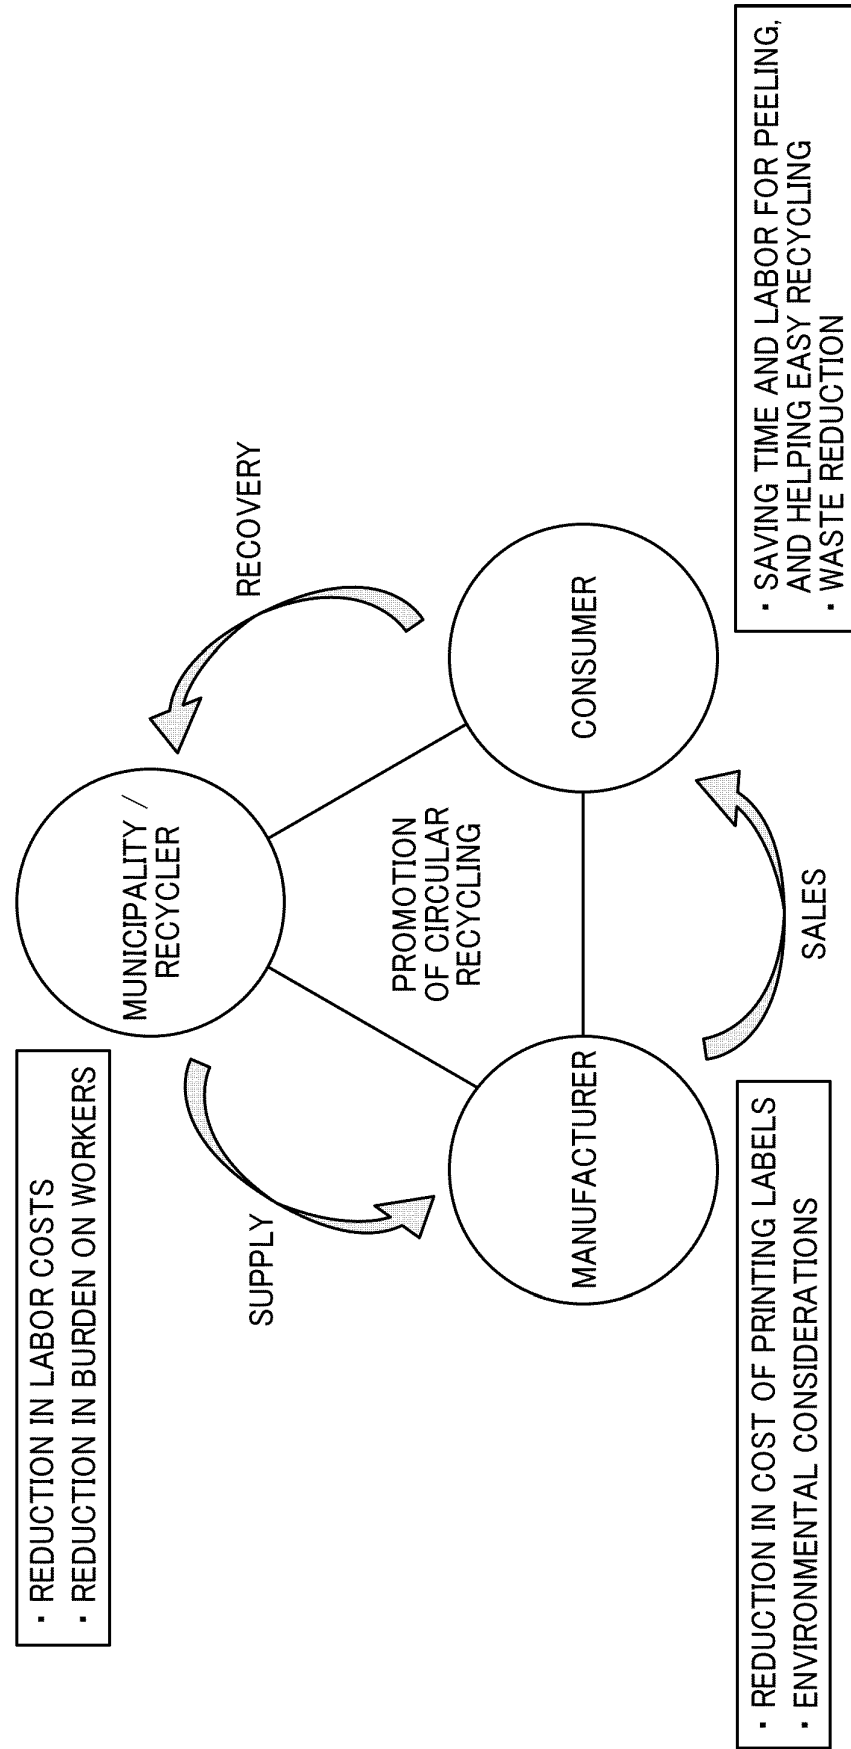 · REDUCTION IN LABOR COSTS
· REDUCTION IN BURDEN ON WORKERS
MUNICIPALITY /
RECYCLER
SUPPLY
RECOVERY
PROMOTION
OF CIRCULAR
RECYCLING
MANUFACTURER
CONSUMER
SALES
· REDUCTION IN COST OF PRINTING LABELS
· ENVIRONMENTAL CONSIDERATIONS
· SAVING TIME AND LABOR FOR PEELING,
AND HELPING EASY RECYCLING
· WASTE REDUCTION